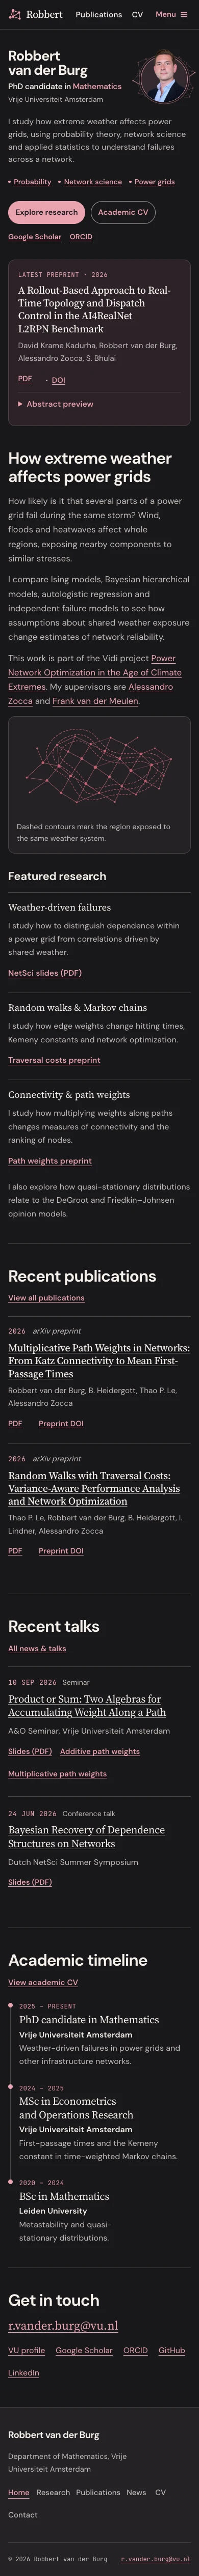 Robbert Publications CV Menu
Robbert
van der Burg
PhD candidate in Mathematics
Vrije Universiteit Amsterdam
I study how extreme weather affects power
grids, using probability theory, network science
and applied statistics to understand failures
across a network.
Probability • Network science • Power grids
Explore research Academic CV
Google Scholar ORCID
LATEST PREPRINT · 2026
A Rollout-Based Approach to Real-
Time Topology and Dispatch
Control in the AI4RealNet
L2RPN Benchmark
David Krame Kadurha, Robbert van der Burg,
Alessandro Zocca, S. Bhulai
PDF · DOI
Abstract preview
How extreme weather
affects power grids
How likely is it that several parts of a power
grid fail during the same storm? Wind,
floods and heatwaves affect whole
regions, exposing nearby components to
similar stresses.
I compare Ising models, Bayesian hierarchical
models, autologistic regression and
independent failure models to see how
assumptions about shared weather exposure
change estimates of network reliability.
This work is part of the Vidi project Power
Network Optimization in the Age of Climate
Extremes. My supervisors are Alessandro
Zocca and Frank van der Meulen.
Dashed contours mark the region exposed to
the same weather system.
Featured research
Weather-driven failures
I study how to distinguish dependence within
a power grid from correlations driven by
shared weather.
NetSci slides (PDF)
Random walks & Markov chains
I study how edge weights change hitting times,
Kemeny constants and network optimization.
Traversal costs preprint
Connectivity & path weights
I study how multiplying weights along paths
changes measures of connectivity and the
ranking of nodes.
Path weights preprint
I also explore how quasi-stationary distributions
relate to the DeGroot and Friedkin–Johnsen
opinion models.
Recent publications
View all publications
2026 arXiv preprint
Multiplicative Path Weights in Networks:
From Katz Connectivity to Mean First-
Passage Times
Robbert van der Burg, B. Heidergott, Thao P. Le,
Alessandro Zocca
PDF Preprint DOI
2026 arXiv preprint
Random Walks with Traversal Costs:
Variance-Aware Performance Analysis
and Network Optimization
Thao P. Le, Robbert van der Burg, B. Heidergott, I.
Lindner, Alessandro Zocca
PDF Preprint DOI
Recent talks
All news & talks
10 SEP 2026 Seminar
Product or Sum: Two Algebras for
Accumulating Weight Along a Path
A&O Seminar, Vrije Universiteit Amsterdam
Slides (PDF) Additive path weights
Multiplicative path weights
24 JUN 2026 Conference talk
Bayesian Recovery of Dependence
Structures on Networks
Dutch NetSci Summer Symposium
Slides (PDF)
Academic timeline
View academic CV
2025 – PRESENT
PhD candidate in Mathematics
Vrije Universiteit Amsterdam
Weather-driven failures in power grids and
other infrastructure networks.
2024 – 2025
MSc in Econometrics
and Operations Research
Vrije Universiteit Amsterdam
First-passage times and the Kemeny
constant in time-weighted Markov chains.
2020 – 2024
BSc in Mathematics
Leiden University
Metastability and quasi-
stationary distributions.
Get in touch
r.vander.burg@vu.nl
VU profile Google Scholar ORCID GitHub
LinkedIn
Robbert van der Burg
Department of Mathematics, Vrije
Universiteit Amsterdam
Home Research Publications News CV
Contact
© 2026 Robbert van der Burg r.vander.burg@vu.nl